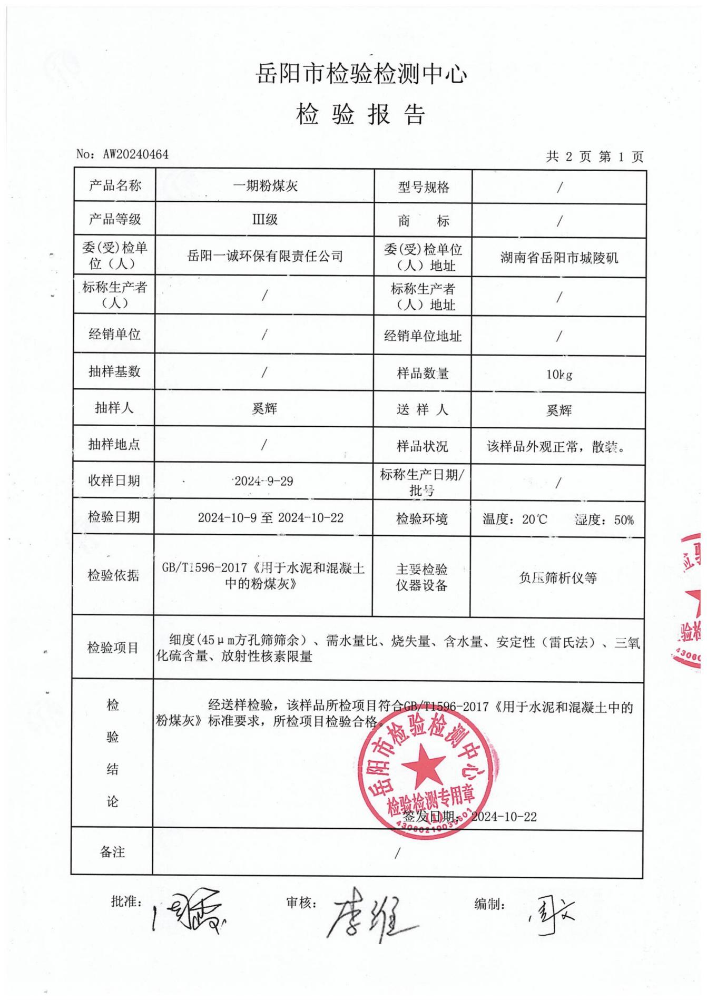 岳阳市检验检测中心
检验报告
No: AW20240464
共 2 页 第 1 页
产品名称 一期粉煤灰 型号规格 /
产品等级 Ⅲ级 商 标 /
委(受)检单
位（人） 岳阳一诚环保有限责任公司 委(受)检单位
（人）地址 湖南省岳阳市城陵矶
标称生产者
（人） / 标称生产者
（人）地址 /
经销单位 / 经销单位地址 /
抽样基数 / 样品数量 10kg
抽样人 奚辉 送 样 人 奚辉
抽样地点 / 样品状况 该样品外观正常，散装。
收样日期 2024-9-29 标称生产日期/
批号 /
检验日期 2024-10-9 至 2024-10-22 检验环境 温度：20℃ 湿度：50%
检验依据 GB/T1596-2017《用于水泥和混凝土
中的粉煤灰》 主要检验
仪器设备 负压筛析仪等
检验项目 细度(45μm方孔筛筛余）、需水量比、烧失量、含水量、安定性（雷氏法）、三氧
化硫含量、放射性核素限量
检
验
结
论
经送样检验，该样品所检项目符合GB/T1596-2017《用于水泥和混凝土中的
粉煤灰》标准要求，所检项目检验合格。
岳阳市检验检测中心
检验检测专用章
(1)
签发日期： 2024-10-22
备注 /
批准： 审核： 李维 编制： 周文